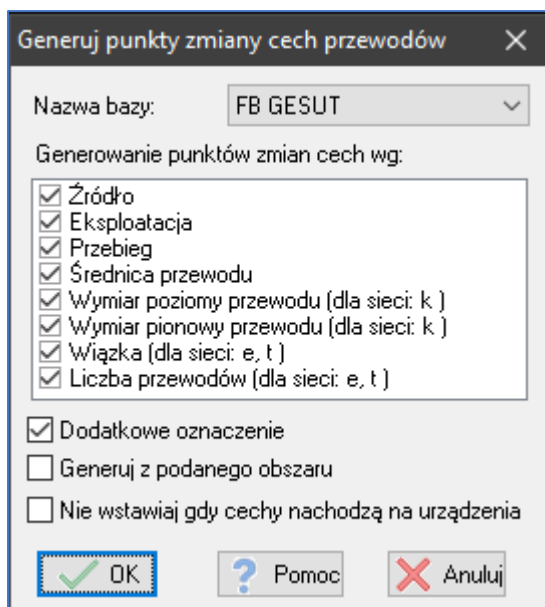 Generuj punkty zmiany cech przewodów
Nazwa bazy: FB GESUT
Generowanie punktów zmian cech wg:
Źródło
Eksploatacja
Przebieg
Średnica przewodu
Wymiar poziomy przewodu (dla sieci: k )
Wymiar pionowy przewodu (dla sieci: k )
Wiązka (dla sieci: e, t )
Liczba przewodów (dla sieci: e, t )
Dodatkowe oznaczenie
Generuj z podanego obszaru
Nie wstawiaj gdy cechy nachodzą na urządzenia
OK ? Pomoc Anuluj